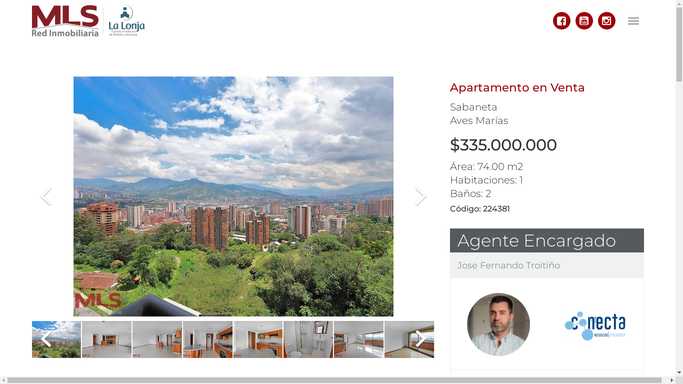 MLS
Red Inmobiliaria
La Lonja
Apartamento en Venta
Sabaneta
Aves Marías
$335.000.000
Área: 74.00 m2
Habitaciones: 1
Baños: 2
Código: 224381
Agente Encargado
Jose Fernando Troitiño
MLS
conecta